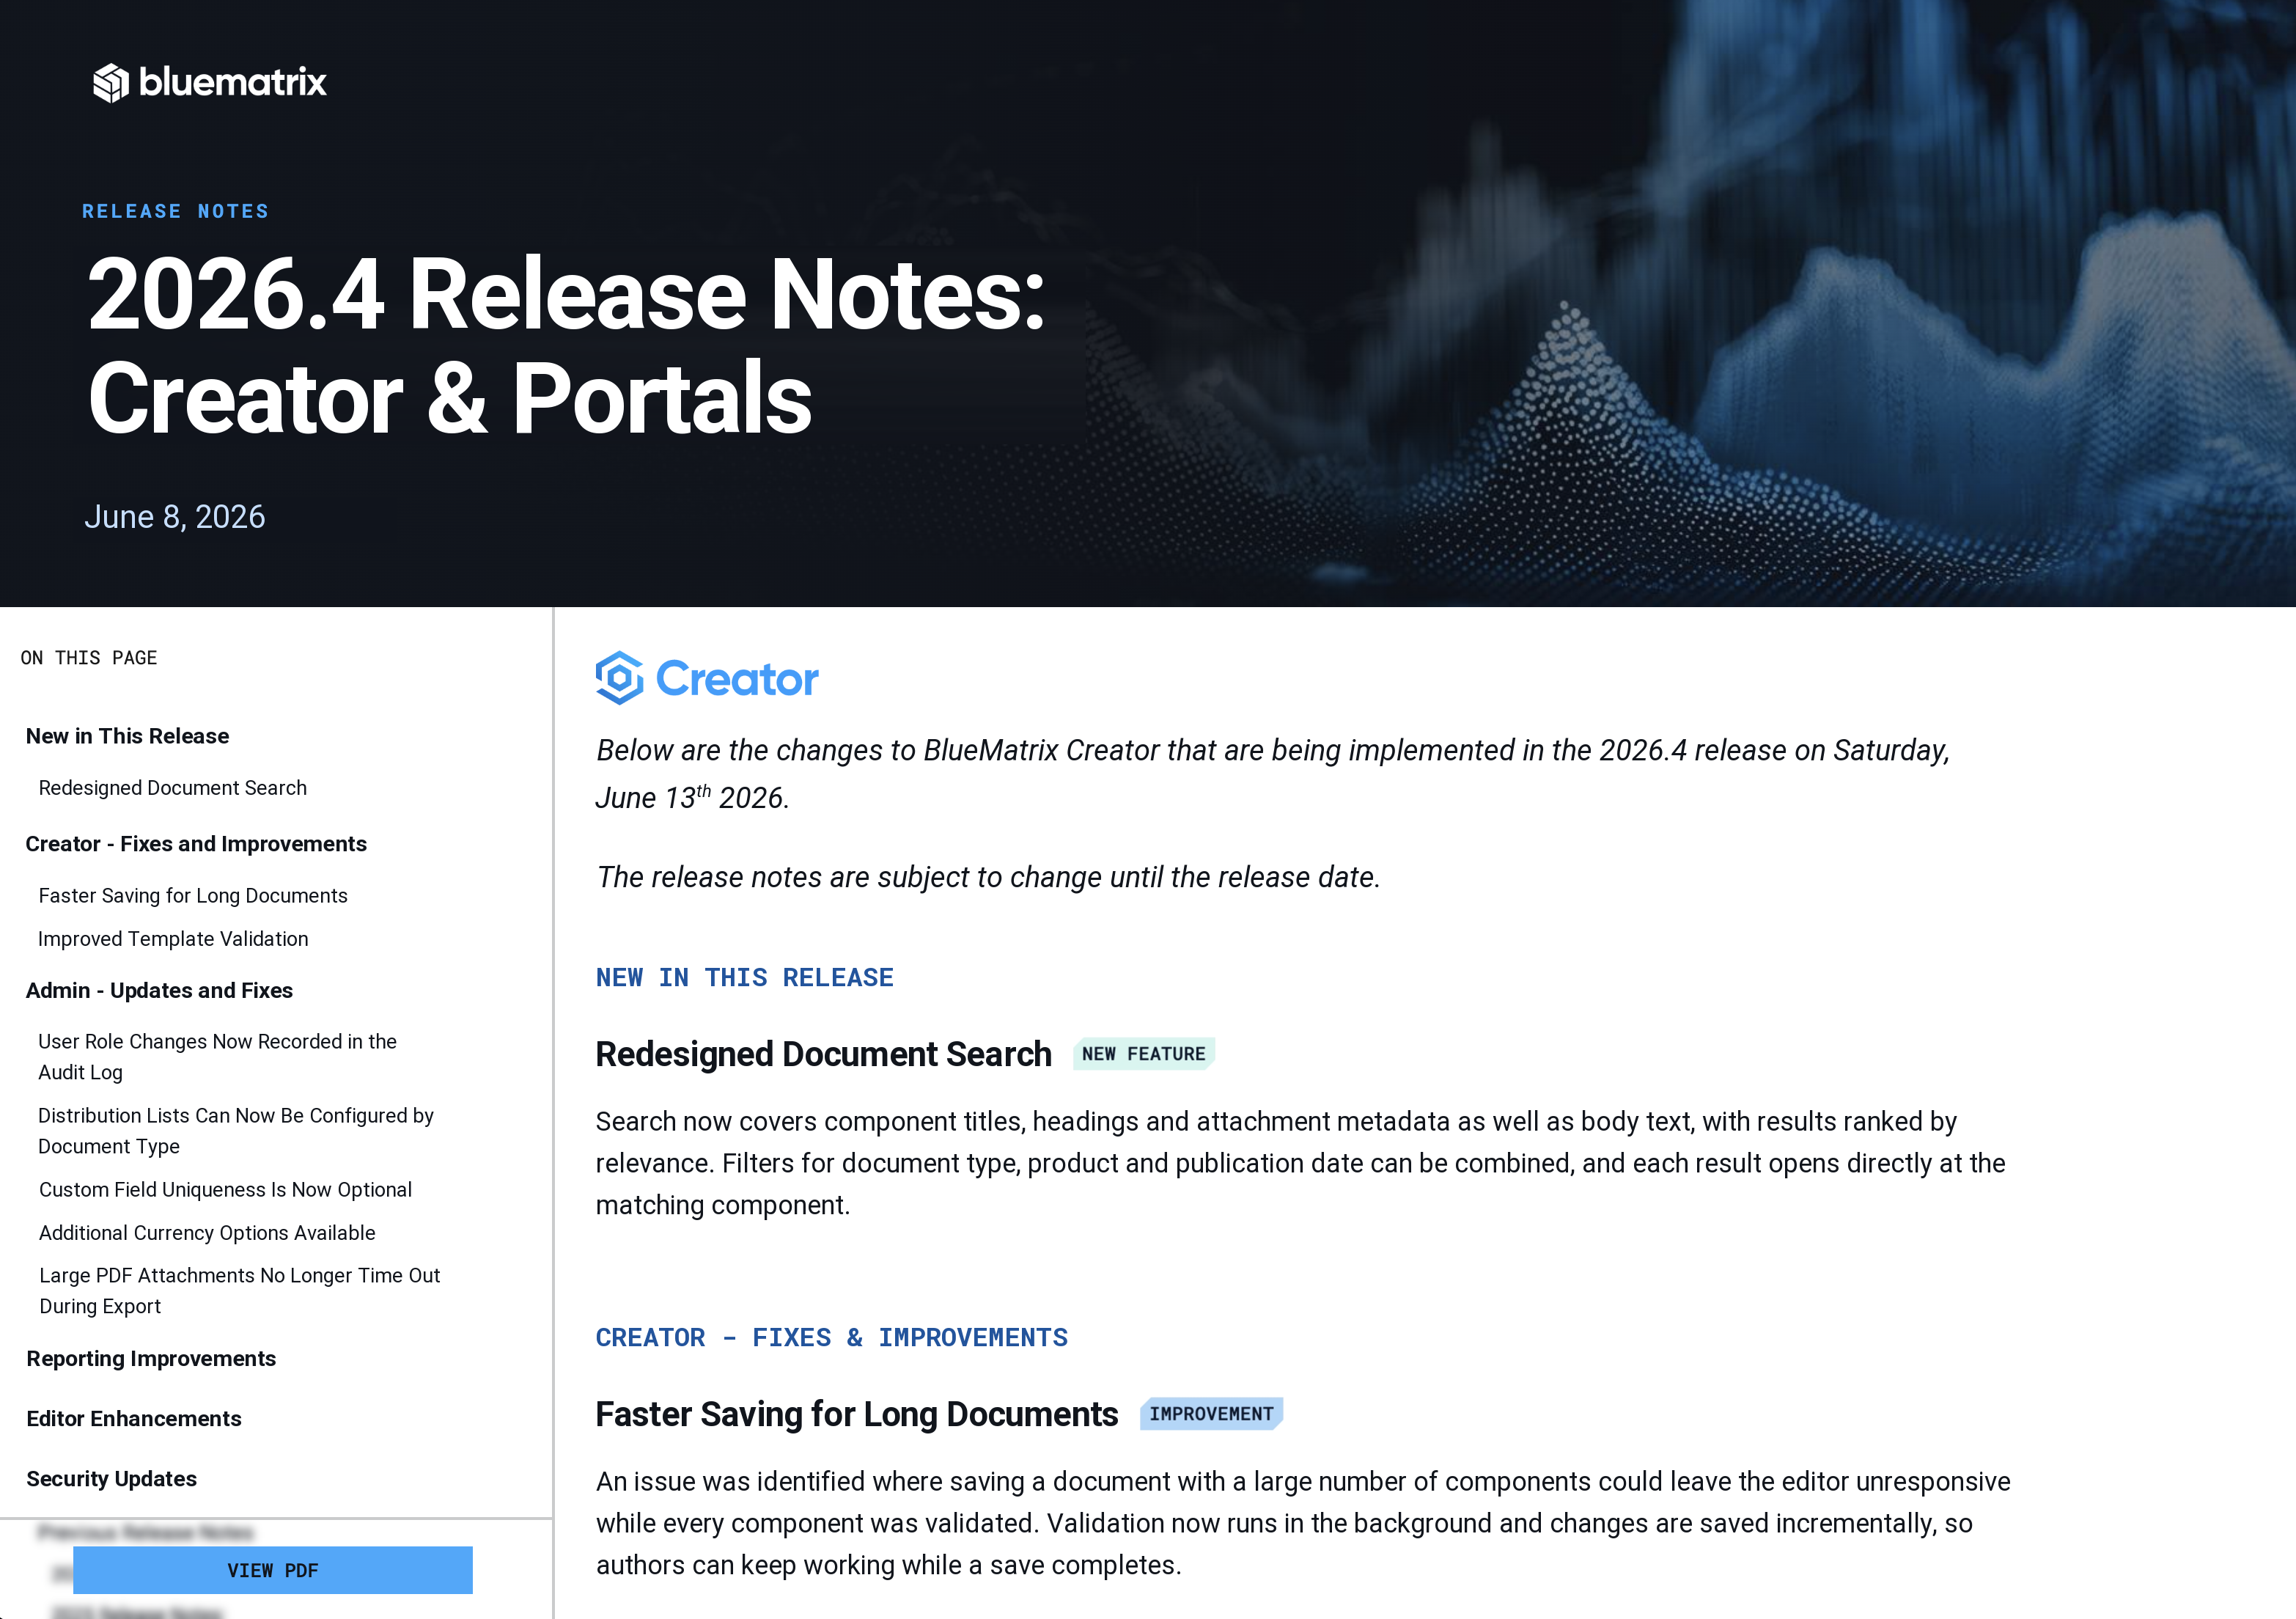 bluematrix
RELEASE NOTES
2026.4 Release Notes:
Creator & Portals
June 8, 2026
ON THIS PAGE
New in This Release
Redesigned Document Search
Creator - Fixes and Improvements
Faster Saving for Long Documents
Improved Template Validation
Admin - Updates and Fixes
User Role Changes Now Recorded in the
Audit Log
Distribution Lists Can Now Be Configured by
Document Type
Custom Field Uniqueness Is Now Optional
Additional Currency Options Available
Large PDF Attachments No Longer Time Out
During Export
Reporting Improvements
Editor Enhancements
Security Updates
Previous Release Notes
VIEW PDF
2025 Release Notes
Creator
Below are the changes to BlueMatrix Creator that are being implemented in the 2026.4 release on Saturday,
June 13th 2026.
The release notes are subject to change until the release date.
NEW IN THIS RELEASE
Redesigned Document Search NEW FEATURE
Search now covers component titles, headings and attachment metadata as well as body text, with results ranked by
relevance. Filters for document type, product and publication date can be combined, and each result opens directly at the
matching component.
CREATOR - FIXES & IMPROVEMENTS
Faster Saving for Long Documents IMPROVEMENT
An issue was identified where saving a document with a large number of components could leave the editor unresponsive
while every component was validated. Validation now runs in the background and changes are saved incrementally, so
authors can keep working while a save completes.